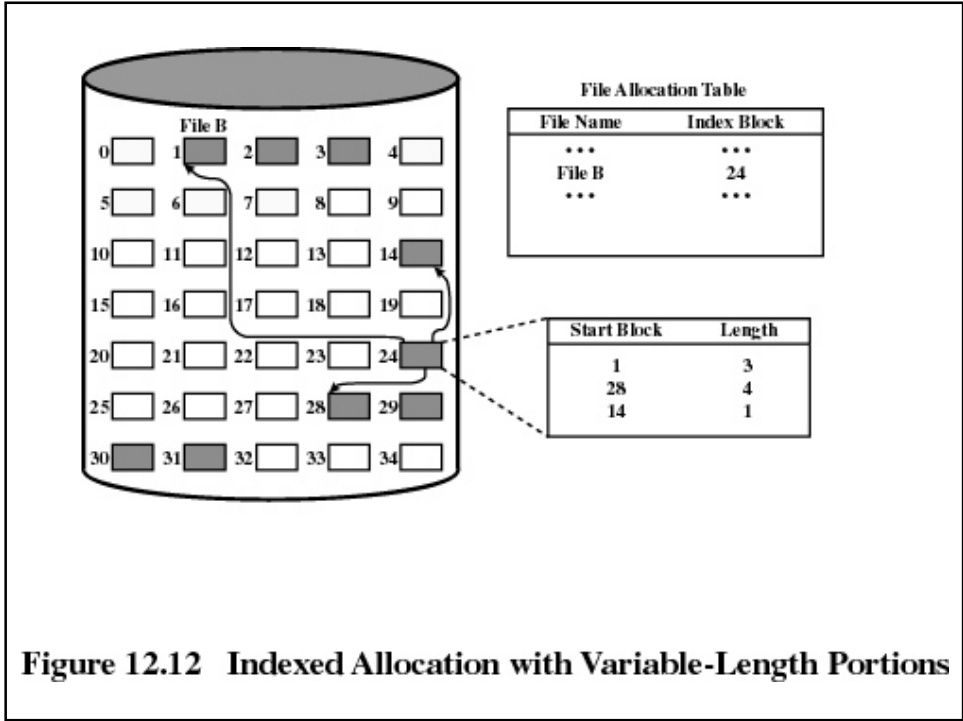 File B
0 1 2 3 4
5 6 7 8 9
10 11 12 13 14
15 16 17 18 19
20 21 22 23 24
25 26 27 28 29
30 31 32 33 34
File Allocation Table
File Name Index Block
• • • • • •
File B 24
• • • • • •
Start Block Length
1 3
28 4
14 1
Figure 12.12 Indexed Allocation with Variable-Length Portions